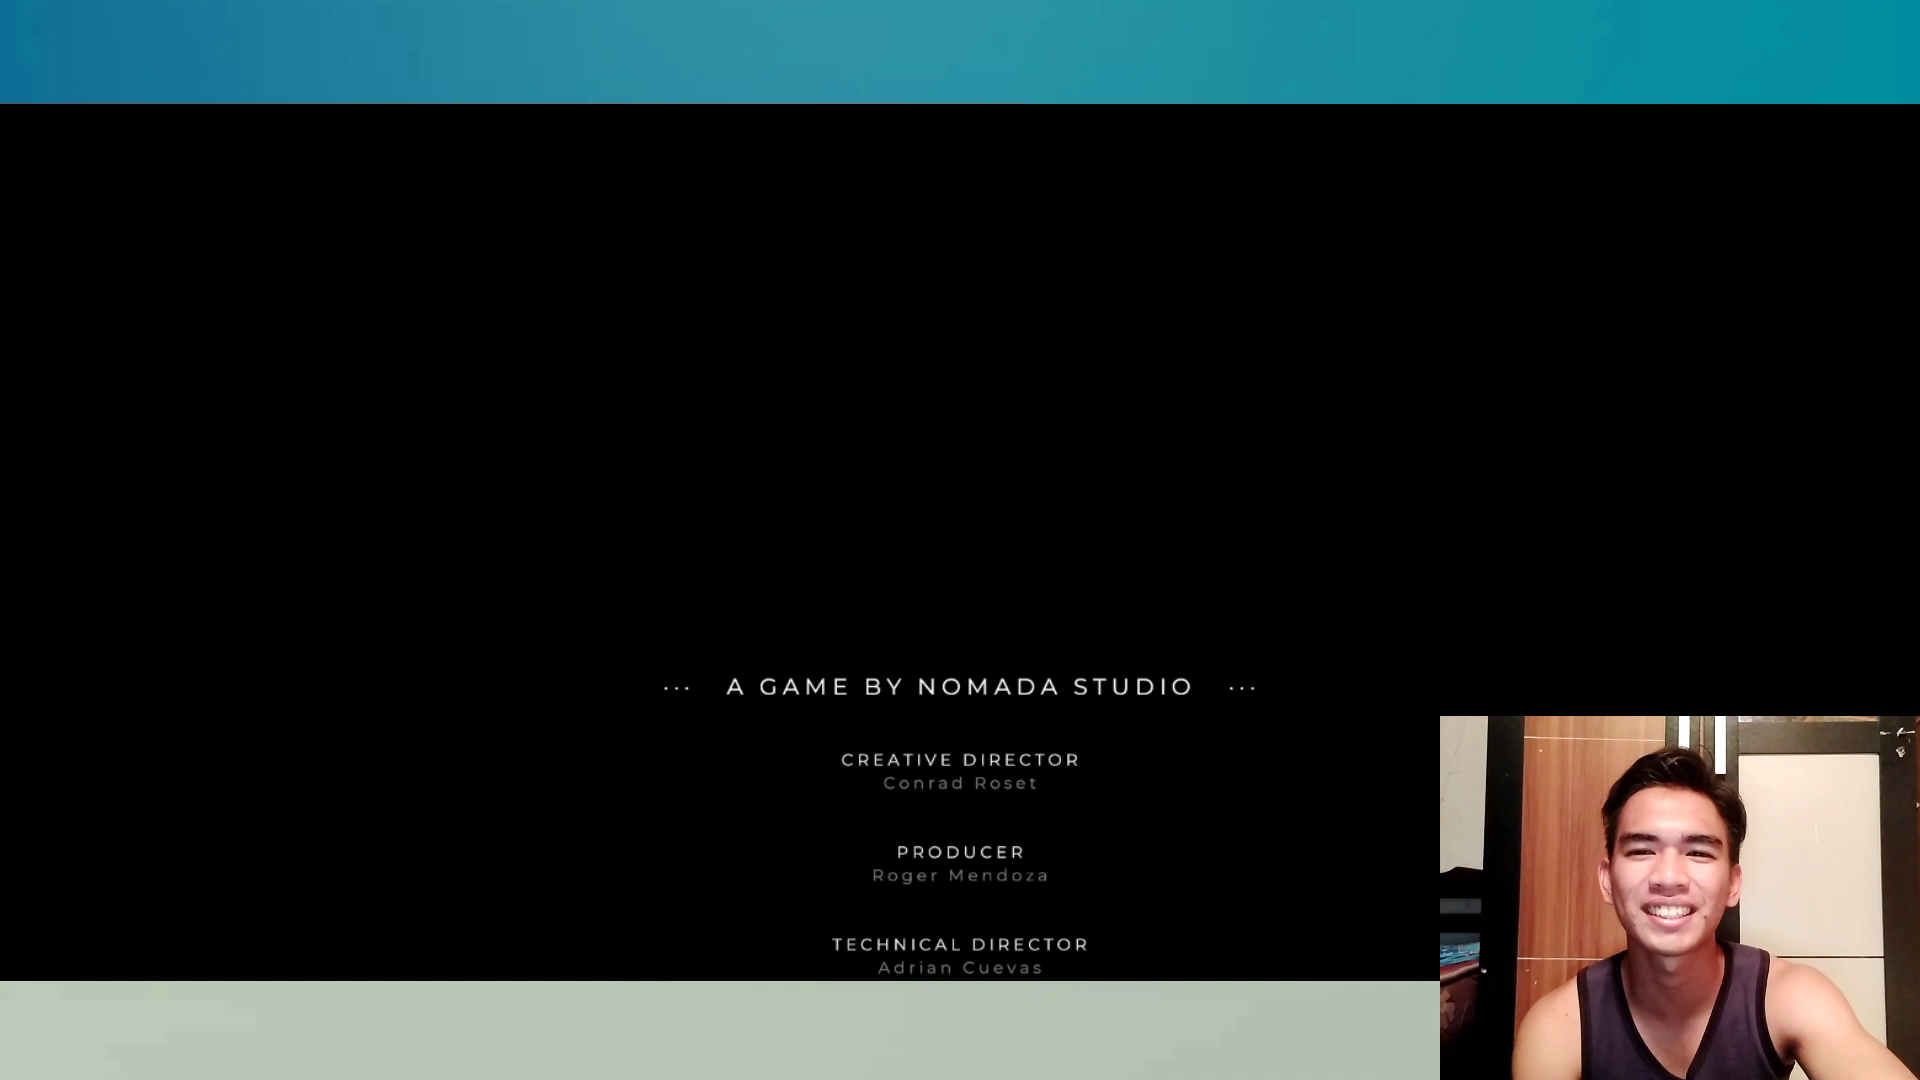 ... A GAME BY NOMADA STUDIO ...
CREATIVE DIRECTOR
Conrad Roset
PRODUCER
Roger Mendoza
TECHNICAL DIRECTOR
Adrian Cuevas